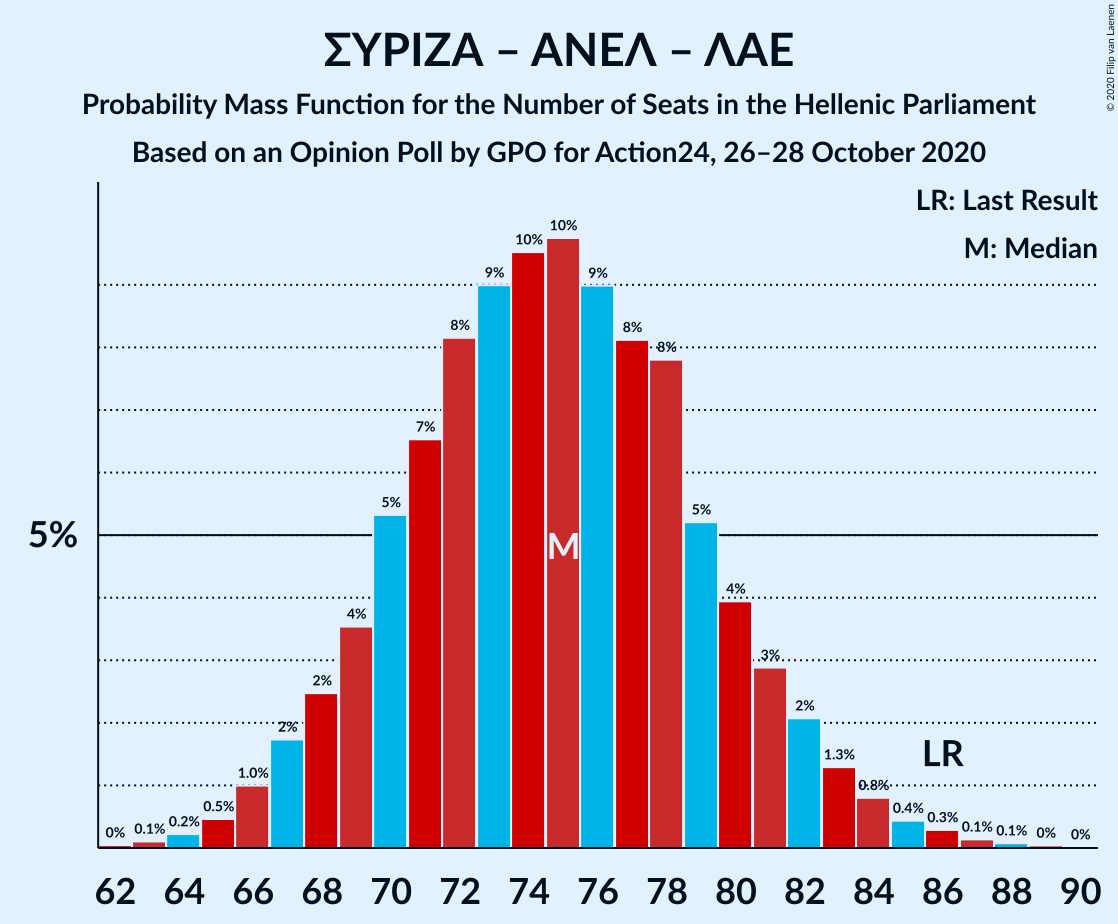 ΣΥΡΙΖΑ – ΑΝΕΛ – ΛΑΕ
Probability Mass Function for the Number of Seats in the Hellenic Parliament
Based on an Opinion Poll by GPO for Action24, 26–28 October 2020
© 2020 Filip van Laenen
LR: Last Result
M: Median
5%
0% 0.1% 0.2% 0.5% 1.0% 2% 2% 4% 5% 7% 8% 9% 10% 10% 9% 8% 8% 5% 4% 3% 2% 1.3% 0.8% 0.4% 0.3% 0.1% 0.1% 0% 0%
M
LR
62 64 66 68 70 72 74 76 78 80 82 84 86 88 90